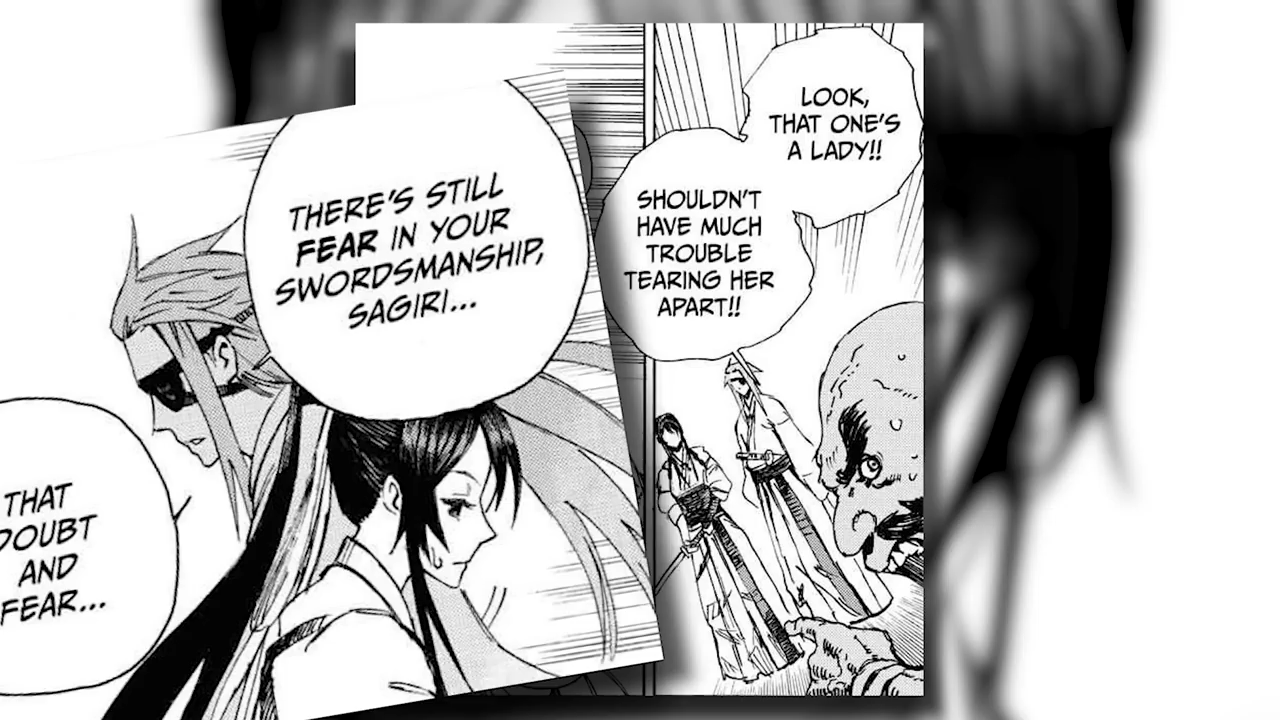 THERE'S STILL
FEAR IN YOUR
SWORDSMANSHIP,
SAGIRI...
THAT
DOUBT
AND
FEAR...
LOOK,
THAT ONE'S
A LADY!!
SHOULDN'T
HAVE MUCH
TROUBLE
TEARING HER
APART!!